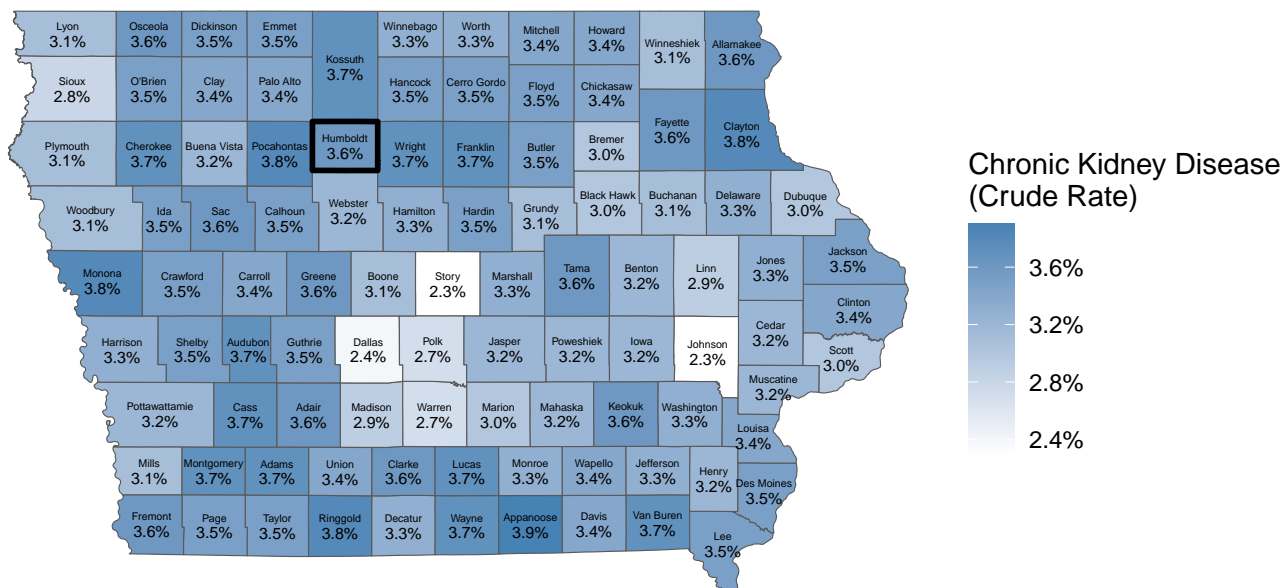 Lyon
3.1%
Osceola
3.6%
Dickinson
3.5%
Emmet
3.5%
Kossuth
3.7%
Winnebago
3.3%
Worth
3.3%
Mitchell
3.4%
Howard
3.4%
Winneshiek
3.1%
Allamakee
3.6%
Sioux
2.8%
O'Brien
3.5%
Clay
3.4%
Palo Alto
3.4%
Hancock
3.5%
Cerro Gordo
3.5%
Floyd
3.5%
Chickasaw
3.4%
Fayette
3.6%
Clayton
3.8%
Plymouth
3.1%
Cherokee
3.7%
Buena Vista
3.2%
Pocahontas
3.8%
Humboldt
3.6%
Wright
3.7%
Franklin
3.7%
Butler
3.5%
Bremer
3.0%
Woodbury
3.1%
Ida
3.5%
Sac
3.6%
Calhoun
3.5%
Webster
3.2%
Hamilton
3.3%
Hardin
3.5%
Grundy
3.1%
Black Hawk
3.0%
Buchanan
3.1%
Delaware
3.3%
Dubuque
3.0%
Monona
3.8%
Crawford
3.5%
Carroll
3.4%
Greene
3.6%
Boone
3.1%
Story
2.3%
Marshall
3.3%
Tama
3.6%
Benton
3.2%
Linn
2.9%
Jones
3.3%
Jackson
3.5%
Clinton
3.4%
Harrison
3.3%
Shelby
3.5%
Audubon
3.7%
Guthrie
3.5%
Dallas
2.4%
Polk
2.7%
Jasper
3.2%
Poweshiek
3.2%
Iowa
3.2%
Johnson
2.3%
Cedar
3.2%
Scott
3.0%
Muscatine
3.2%
Pottawattamie
3.2%
Cass
3.7%
Adair
3.6%
Madison
2.9%
Warren
2.7%
Marion
3.0%
Mahaska
3.2%
Keokuk
3.6%
Washington
3.3%
Louisa
3.4%
Mills
3.1%
Montgomery
3.7%
Adams
3.7%
Union
3.4%
Clarke
3.6%
Lucas
3.7%
Monroe
3.3%
Wapello
3.4%
Jefferson
3.3%
Henry
3.2%
Des Moines
3.5%
Fremont
3.6%
Page
3.5%
Taylor
3.5%
Ringgold
3.8%
Decatur
3.3%
Wayne
3.7%
Appanoose
3.9%
Davis
3.4%
Van Buren
3.7%
Lee
3.5%
Chronic Kidney Disease
(Crude Rate)
3.6%
3.2%
2.8%
2.4%